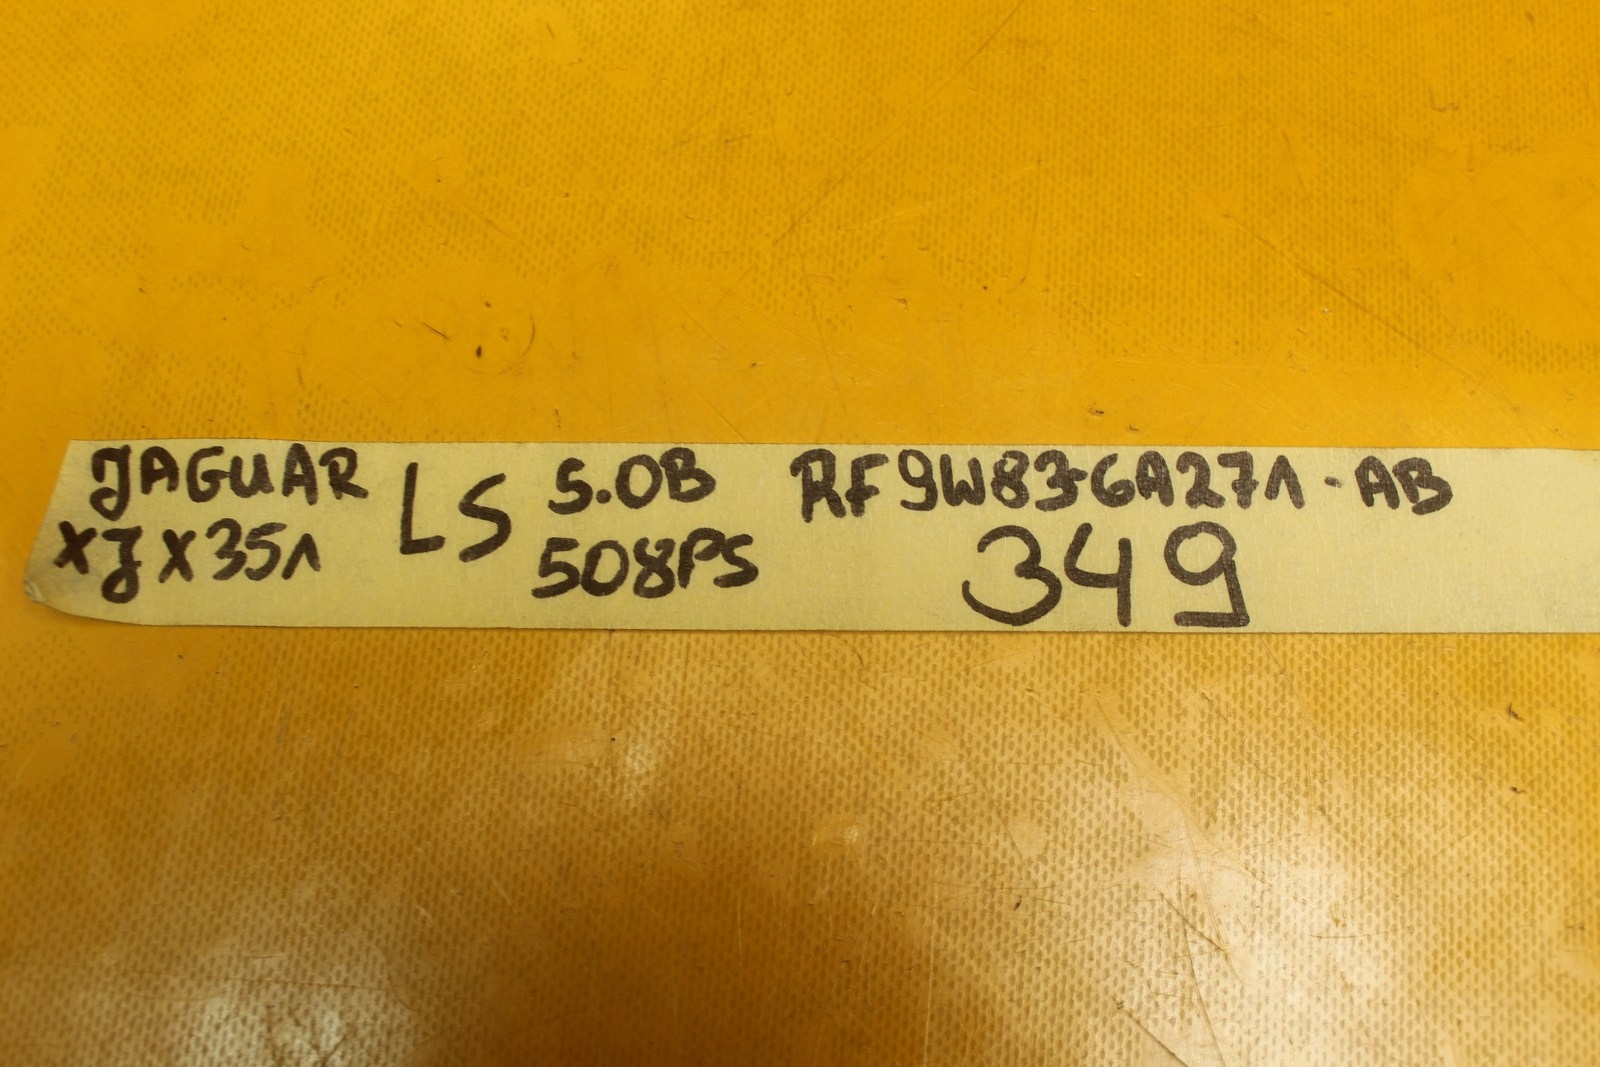 JAGUAR LS 5.0B RF9W83-6A271-AB
XJ X351 508PS 349